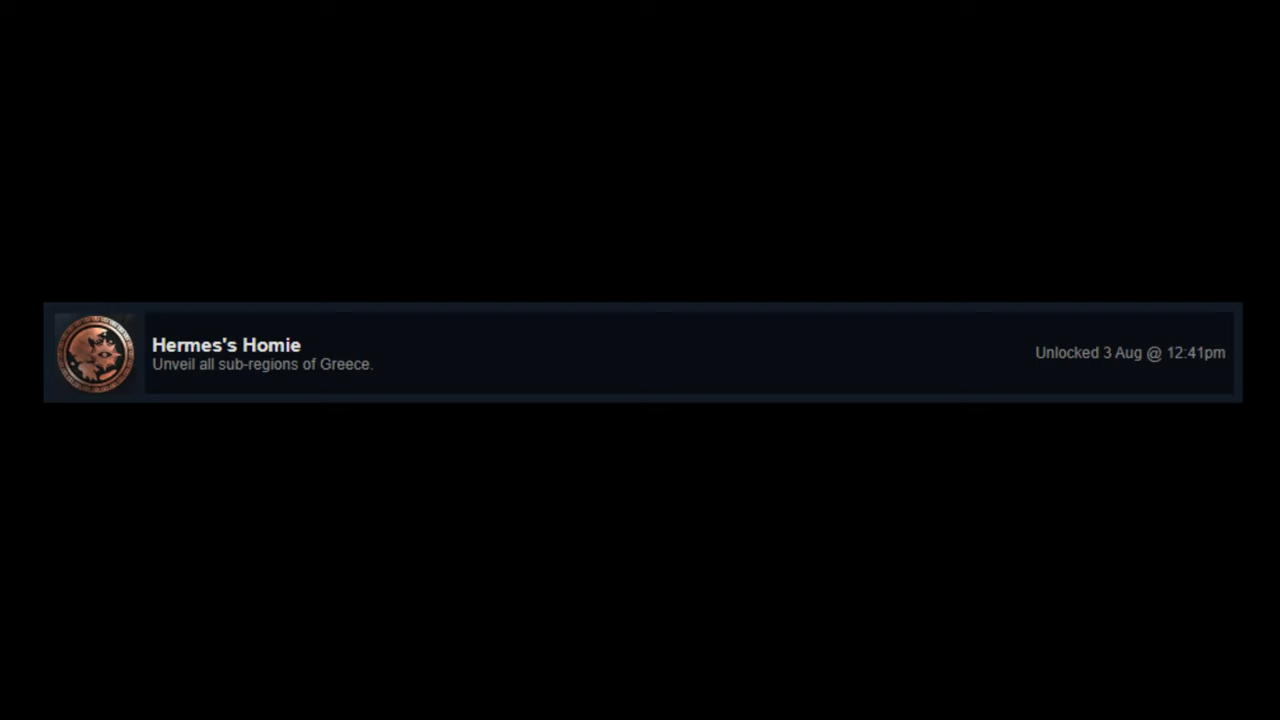 Hermes's Homie
Unveil all sub-regions of Greece.
Unlocked 3 Aug @ 12:41pm